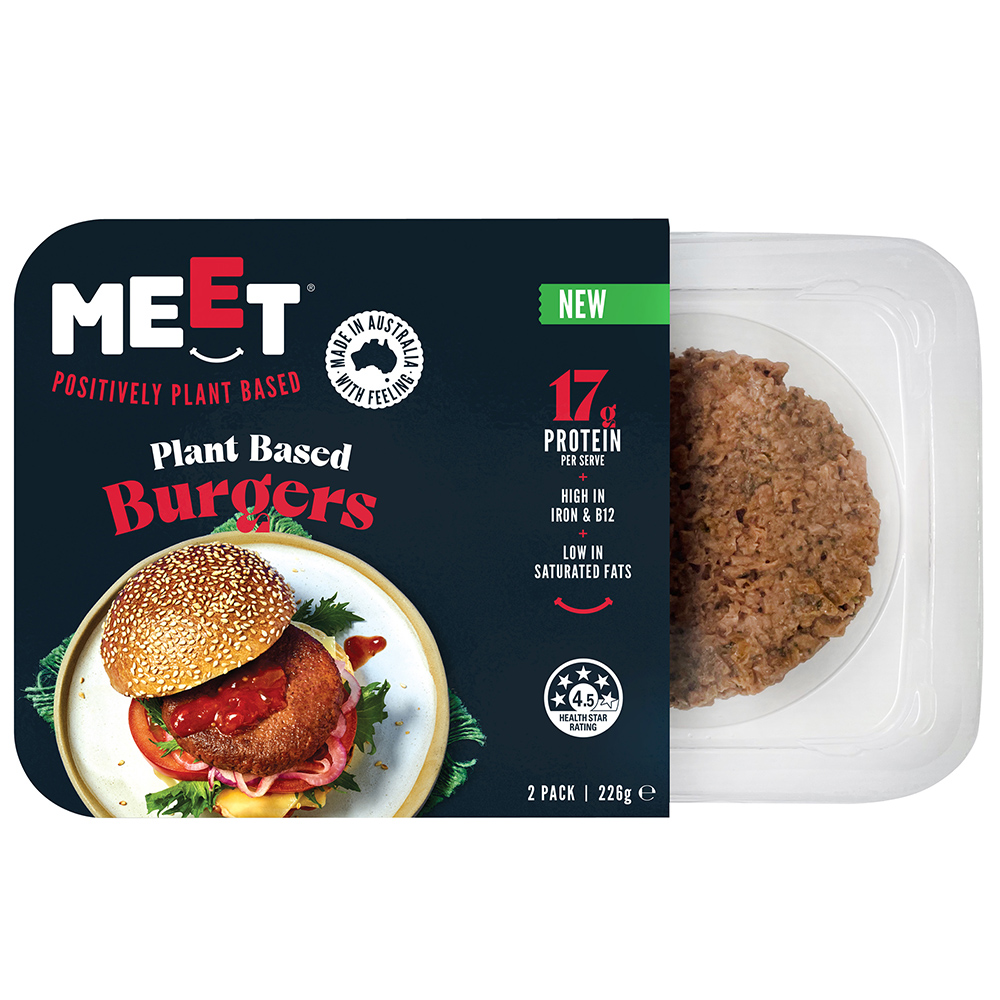 MEET®
POSITIVELY PLANT BASED
MADE IN AUSTRALIA
· WITH FEELING ·
Plant Based
Burgers
NEW
17g
PROTEIN
PER SERVE
+
HIGH IN
IRON & B12
+
LOW IN
SATURATED FATS
4.5
HEALTH STAR
RATING
2 PACK | 226g ℮